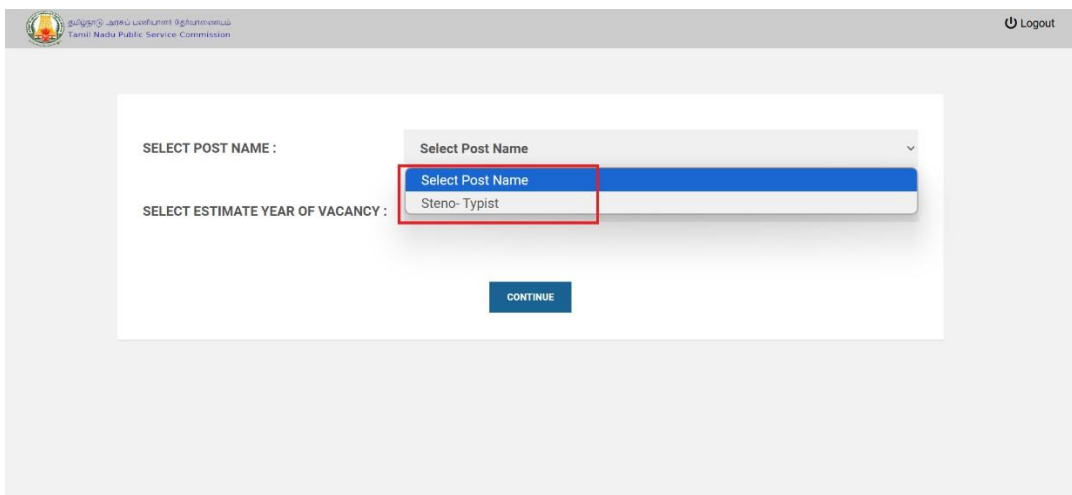 தமிழ்நாடு அரசுப் பணியாளர் தேர்வாணையம்
Tamil Nadu Public Service Commission
Logout
SELECT POST NAME :
Select Post Name
Select Post Name
Steno- Typist
SELECT ESTIMATE YEAR OF VACANCY :
CONTINUE